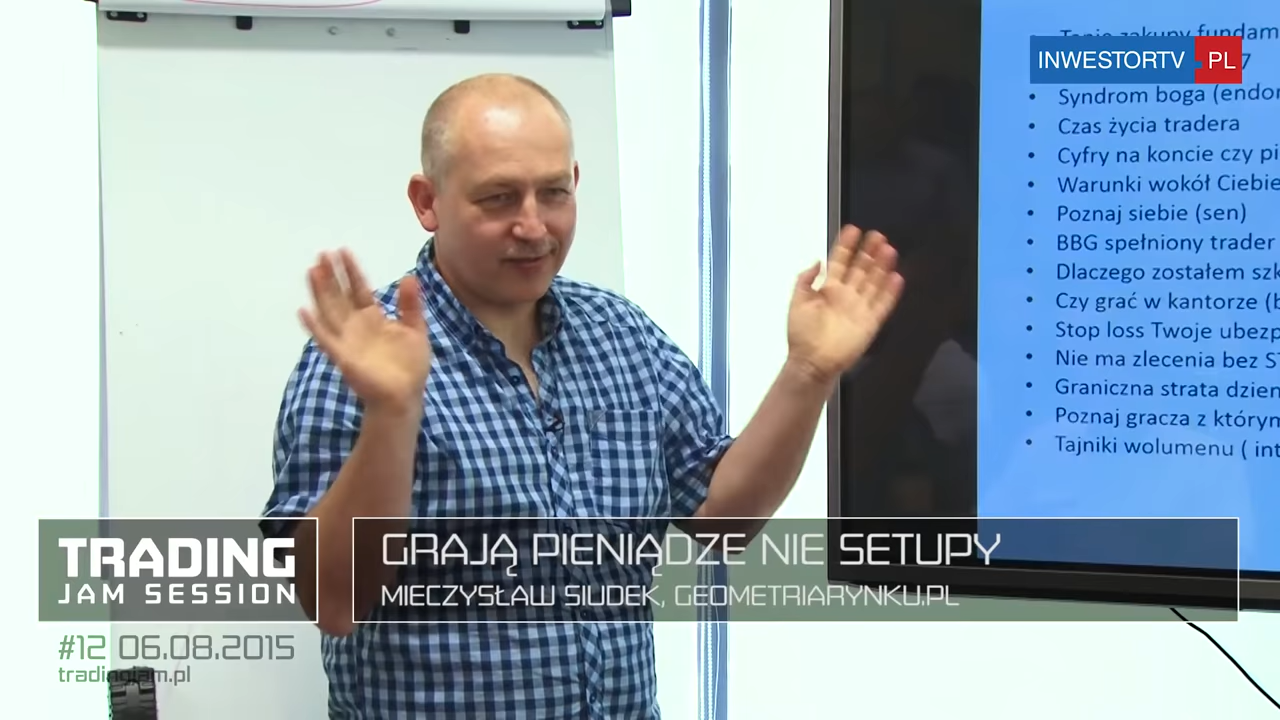 INWESTORTV .PL
fundam
7
• Syndrom boga (endor
• Czas życia tradera
• Cyfry na koncie czy pi
• Warunki wokół Ciebie
• Poznaj siebie (sen)
• BBG spełniony trader
• Dlaczego zostałem szk
• Czy grać w kantorze (b
• Stop loss Twoje ubezp
• Nie ma zlecenia bez S
• Graniczna strata dzien
• Poznaj gracza z którym
• Tajniki wolumenu ( int
TRADING
JAM SESSION
GRAJĄ PIENIĄDZE NIE SETUPY
MIECZYSŁAW SIUDEK, GEOMETRIARYNKU.PL
#12 06.08.2015
tradingjam.pl